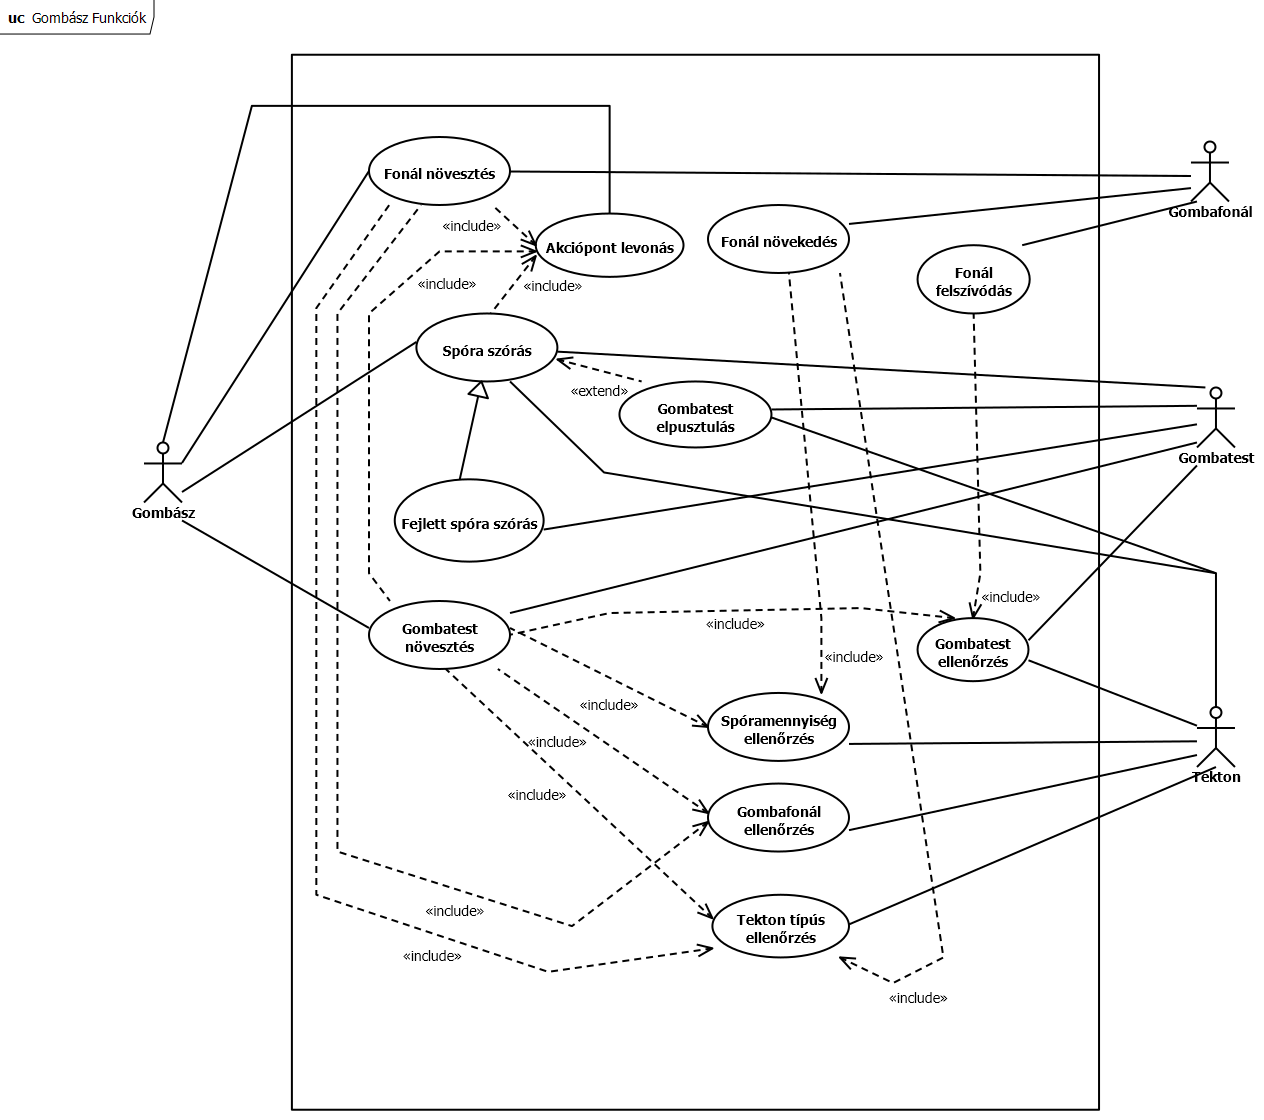 uc Gombász Funkciók
Fonál növesztés
Gombafonál
«include»
Akciópont levonás
Fonál növekedés
Fonál
felszívódás
«include»
«include»
Spóra szórás
«extend»
Gombatest
elpusztulás
Gombatest
Gombász
Fejlett spóra szórás
«include»
Gombatest
növesztés
«include»
Gombatest
ellenőrzés
«include»
«include»
Spóramennyiség
ellenőrzés
«include»
Tekton
«include»
Gombafonál
ellenőrzés
«include»
Tekton típús
ellenőrzés
«include»
«include»